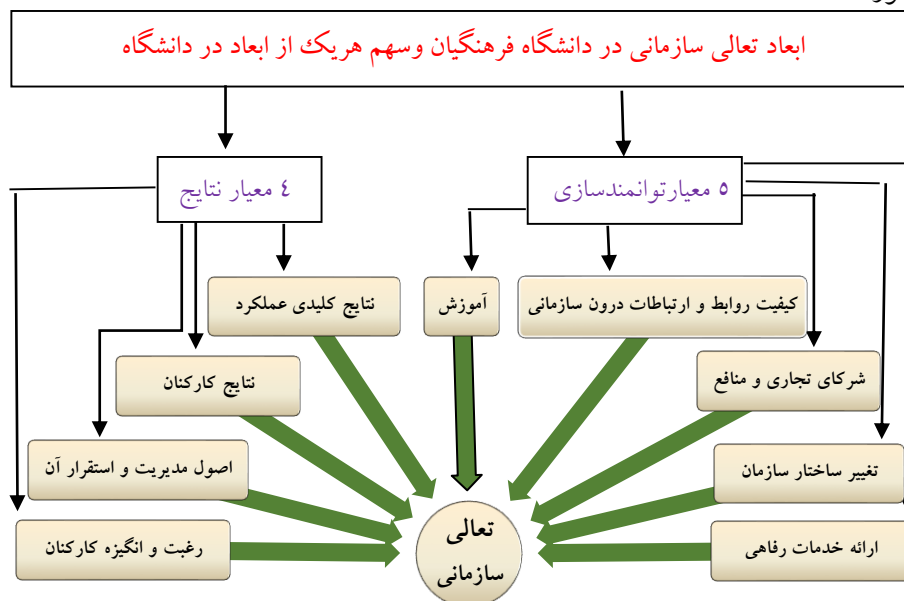 ابعاد تعالی سازمانی در دانشگاه فرهنگیان وسهم هریک از ابعاد در دانشگاه
۵ معیارتوانمندسازی
۴ معیار نتایج
کیفیت روابط و ارتباطات درون سازمانی
آموزش
نتایج کلیدی عملکرد
شرکای تجاری و منافع
نتایج کارکنان
تغییر ساختار سازمان
اصول مدیریت و استقرار آن
ارائه خدمات رفاهی
تعالی
سازمانی
رغبت و انگیزه کارکنان